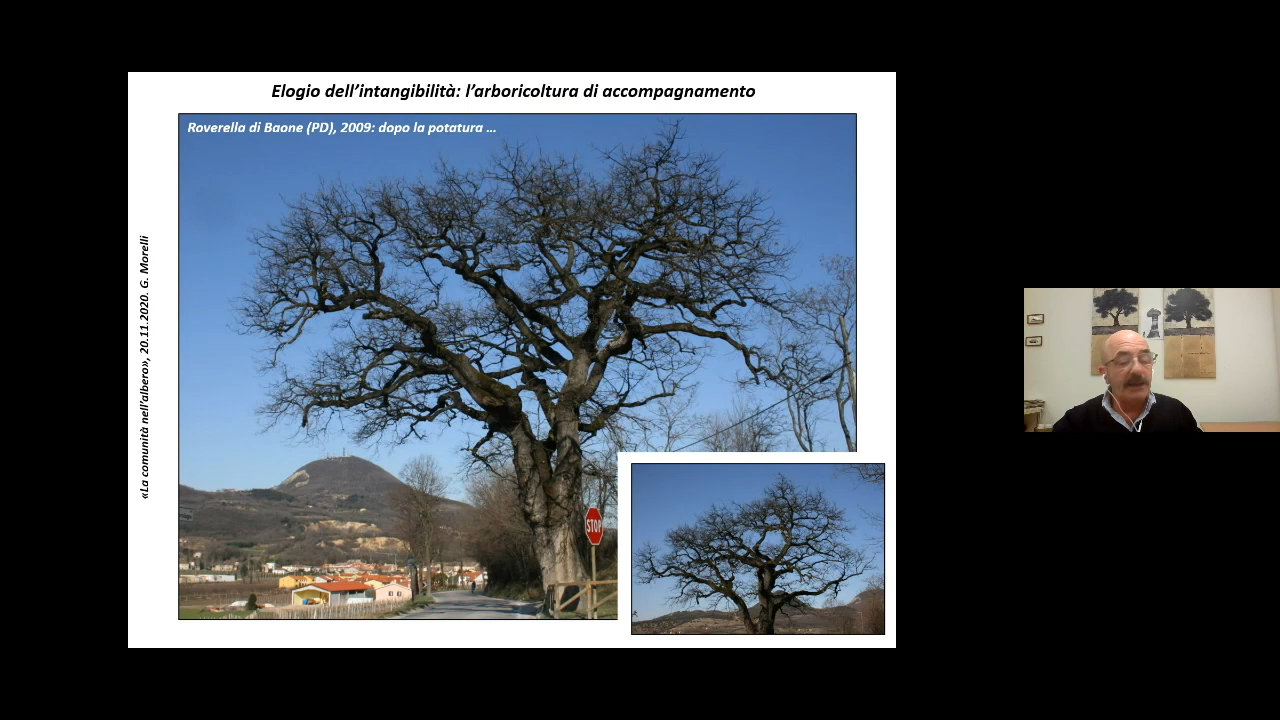 Elogio dell’intangibilità: l’arboricoltura di accompagnamento
Roverella di Baone (PD), 2009: dopo la potatura ...
«La comunità nell’albero», 20.11.2020. G. Morelli
STOP